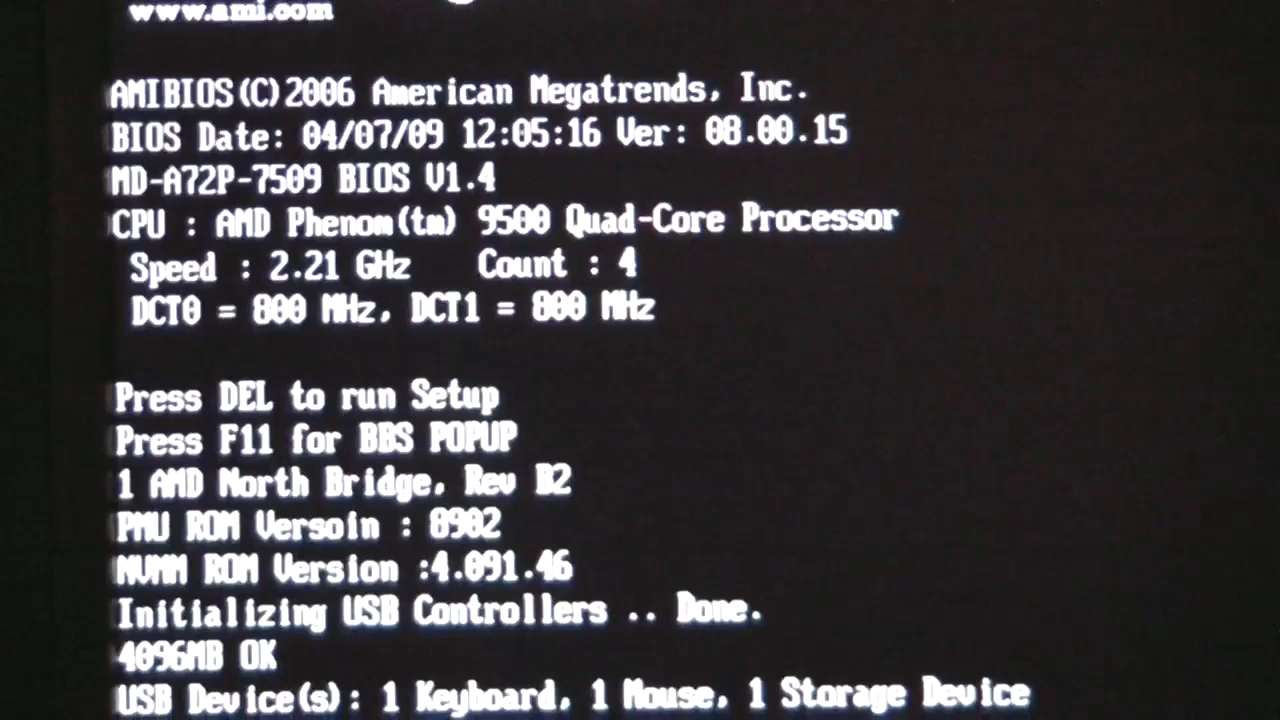 www.ami.com
AMIBIOS(C)2006 American Megatrends, Inc.
BIOS Date: 04/07/09 12:05:16 Ver: 08.00.15
MD-A72P-7509 BIOS V1.4
CPU : AMD Phenom(tm) 9500 Quad-Core Processor
Speed : 2.21 GHz Count : 4
DCT0 = 800 MHz, DCT1 = 800 MHz
Press DEL to run Setup
Press F11 for BBS POPUP
1 AMD North Bridge, Rev B2
PMU ROM Versoin : 8902
NVMM ROM Version :4.091.46
Initializing USB Controllers .. Done.
4096MB OK
USB Device(s): 1 Keyboard, 1 Mouse, 1 Storage Device